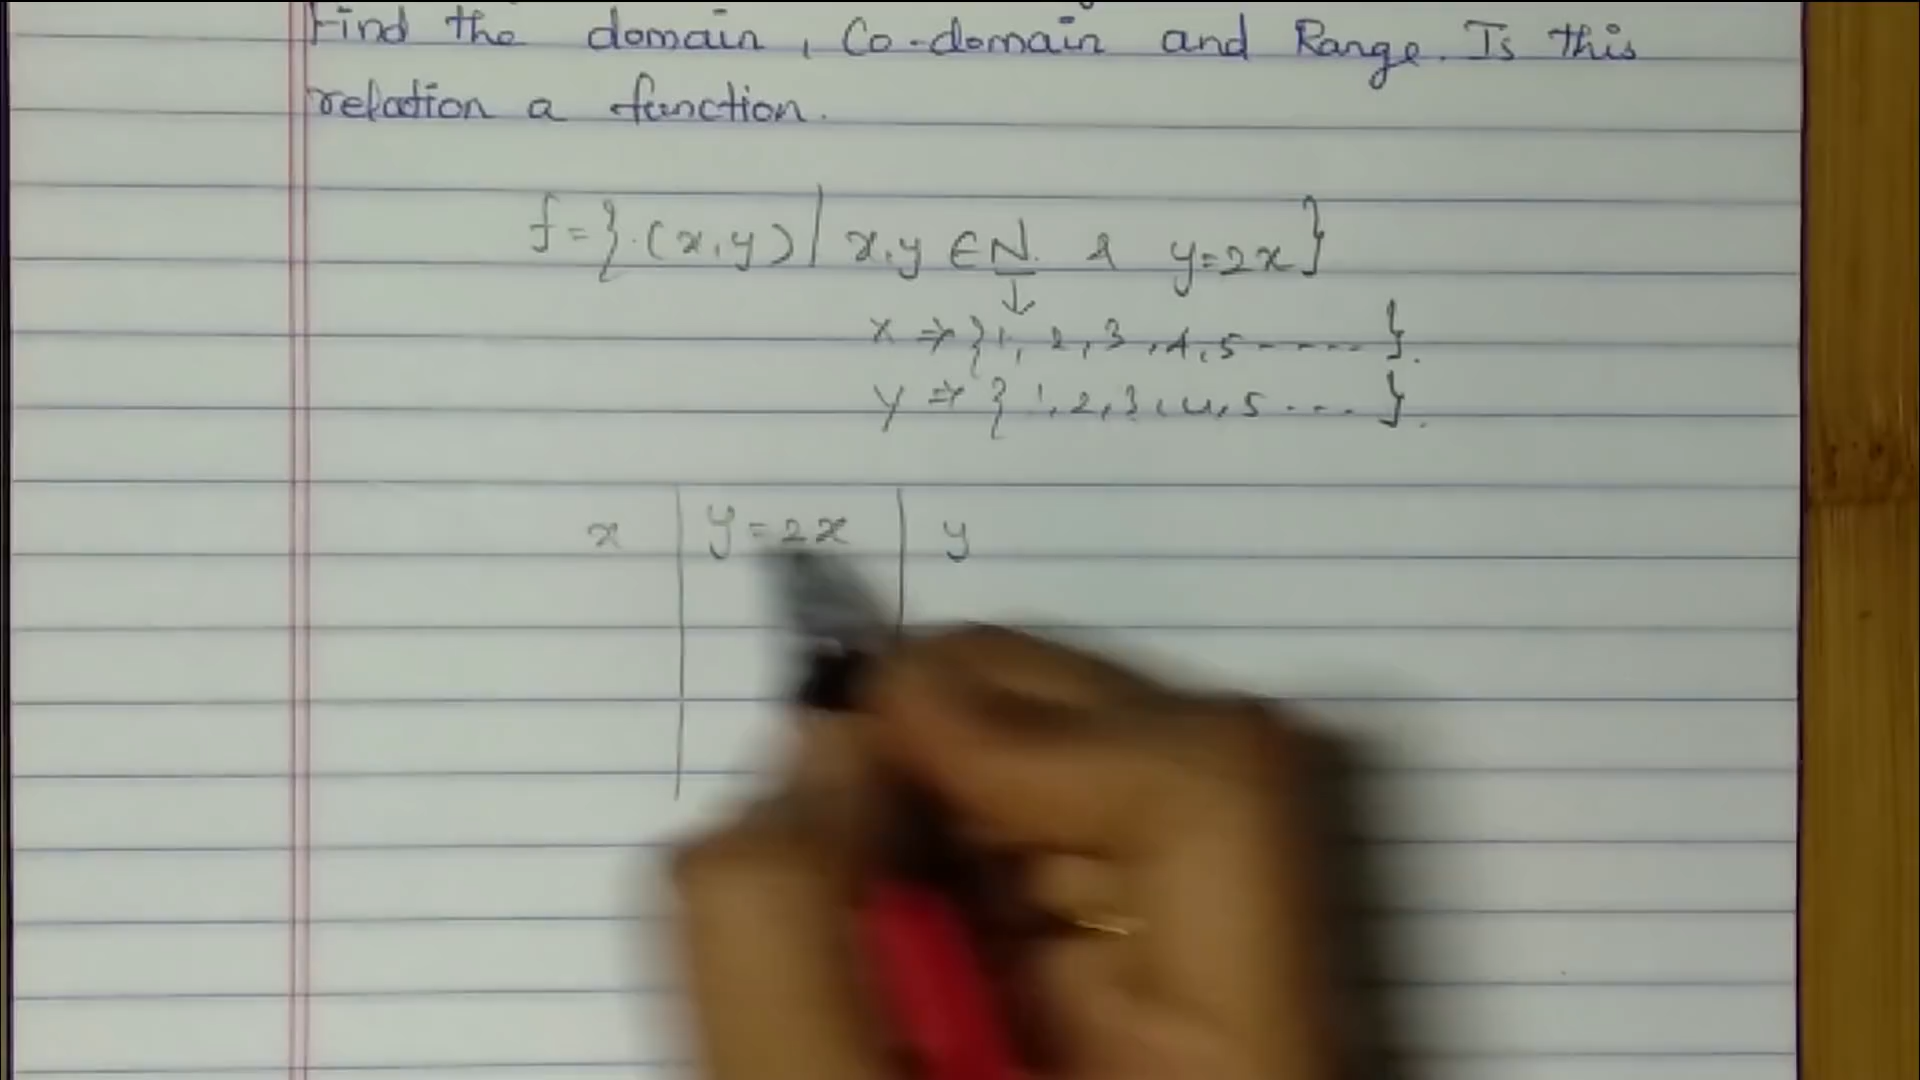 Find the domain, Co-domain and Range. Is this
relation a function.
f={(x,y)| x,y ∈ N. & y=2x}
↓
X ⇒ {1, 2, 3, 4, 5 ----- }.
Y ⇒ { 1, 2, 3, 4, 5 --- }.
x | y=2x | y